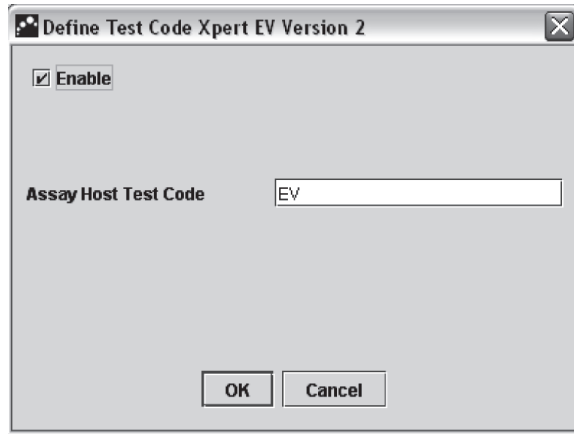 Define Test Code Xpert EV Version 2
Enable
Assay Host Test Code EV
OK Cancel